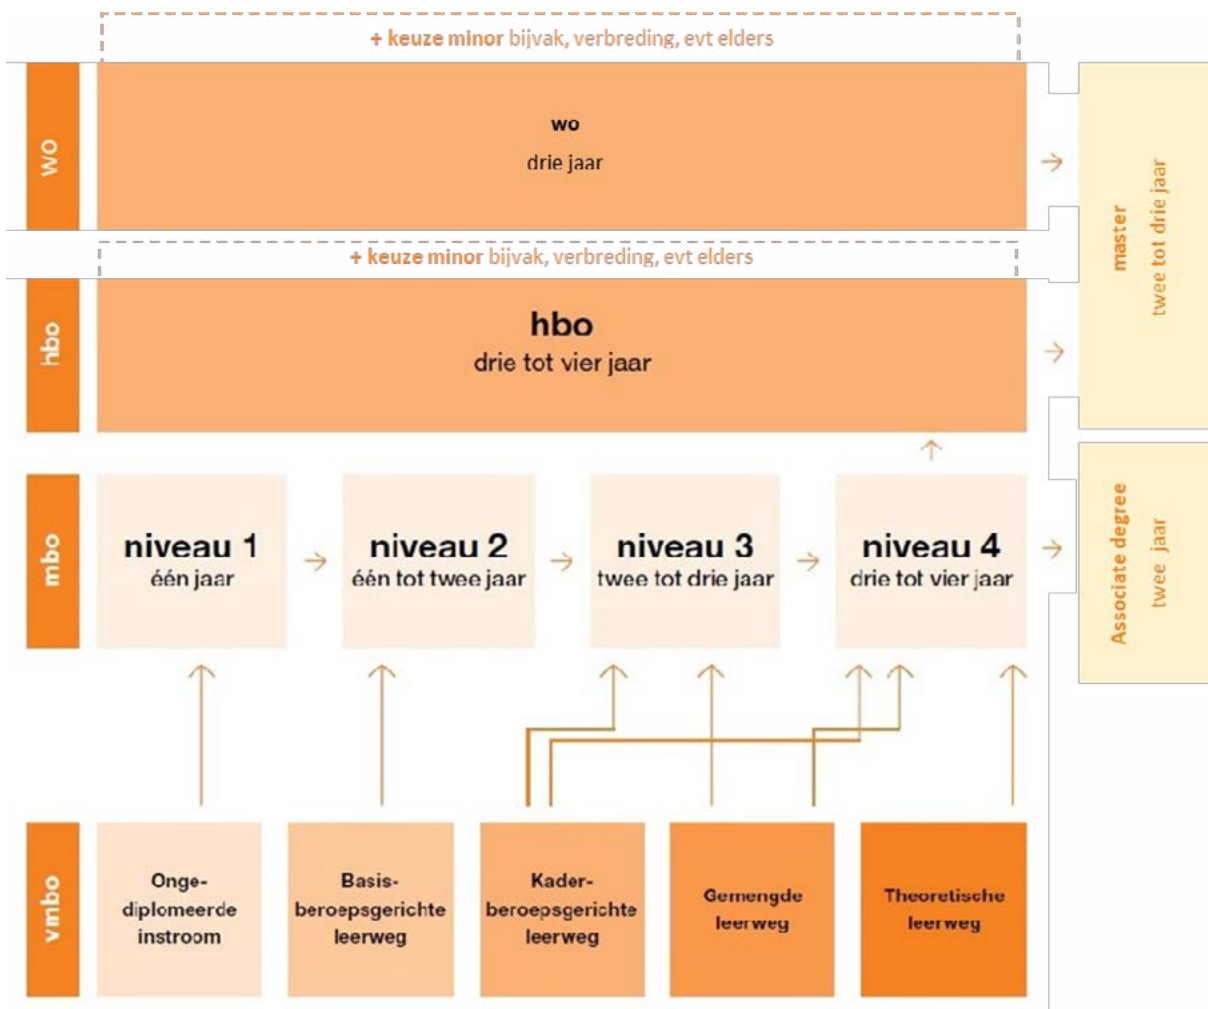 + keuze minor bijvak, verbreding, evt elders
wo
wo
drie jaar
master
twee tot drie jaar
+ keuze minor bijvak, verbreding, evt elders
hbo
hbo
drie tot vier jaar
mbo
niveau 1
één jaar
niveau 2
één tot twee jaar
niveau 3
twee tot drie jaar
niveau 4
drie tot vier jaar
Associate degree
twee jaar
vmbo
Onge-
diplomeerde
instroom
Basis-
beroepsgerichte
leerweg
Kader-
beroepsgerichte
leerweg
Gemengde
leerweg
Theoretische
leerweg